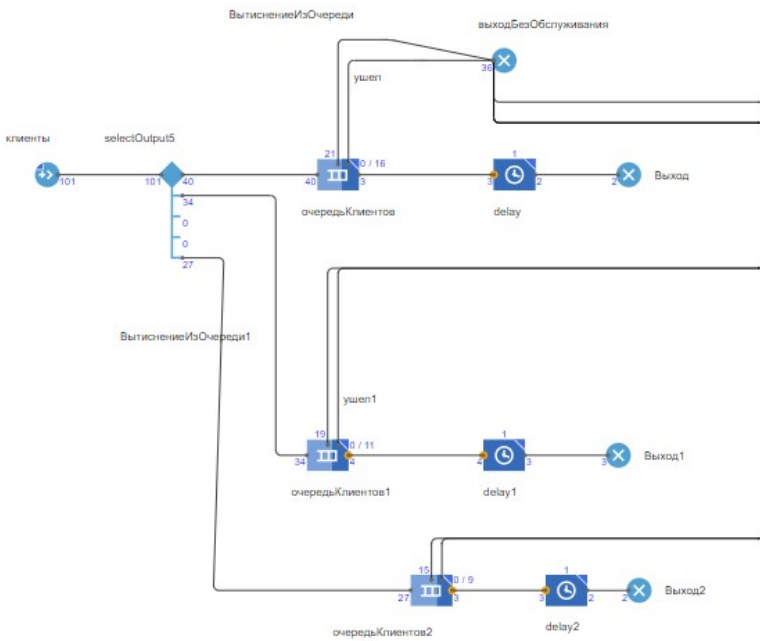 ВытиснениеИзОчереди
выходБезОбслуживания
36
ушел
клиенты
selectOutput5
21
0 / 16
1
101
101
40
40
3
3
2
2
Выход
34
очередьКлиентов
delay
0
0
27
ВытиснениеИзОчереди1
ушел1
19
0 / 11
1
34
4
4
3
3
Выход1
очередьКлиентов1
delay1
15
0 / 9
1
27
3
3
2
2
Выход2
очередьКлиентов2
delay2